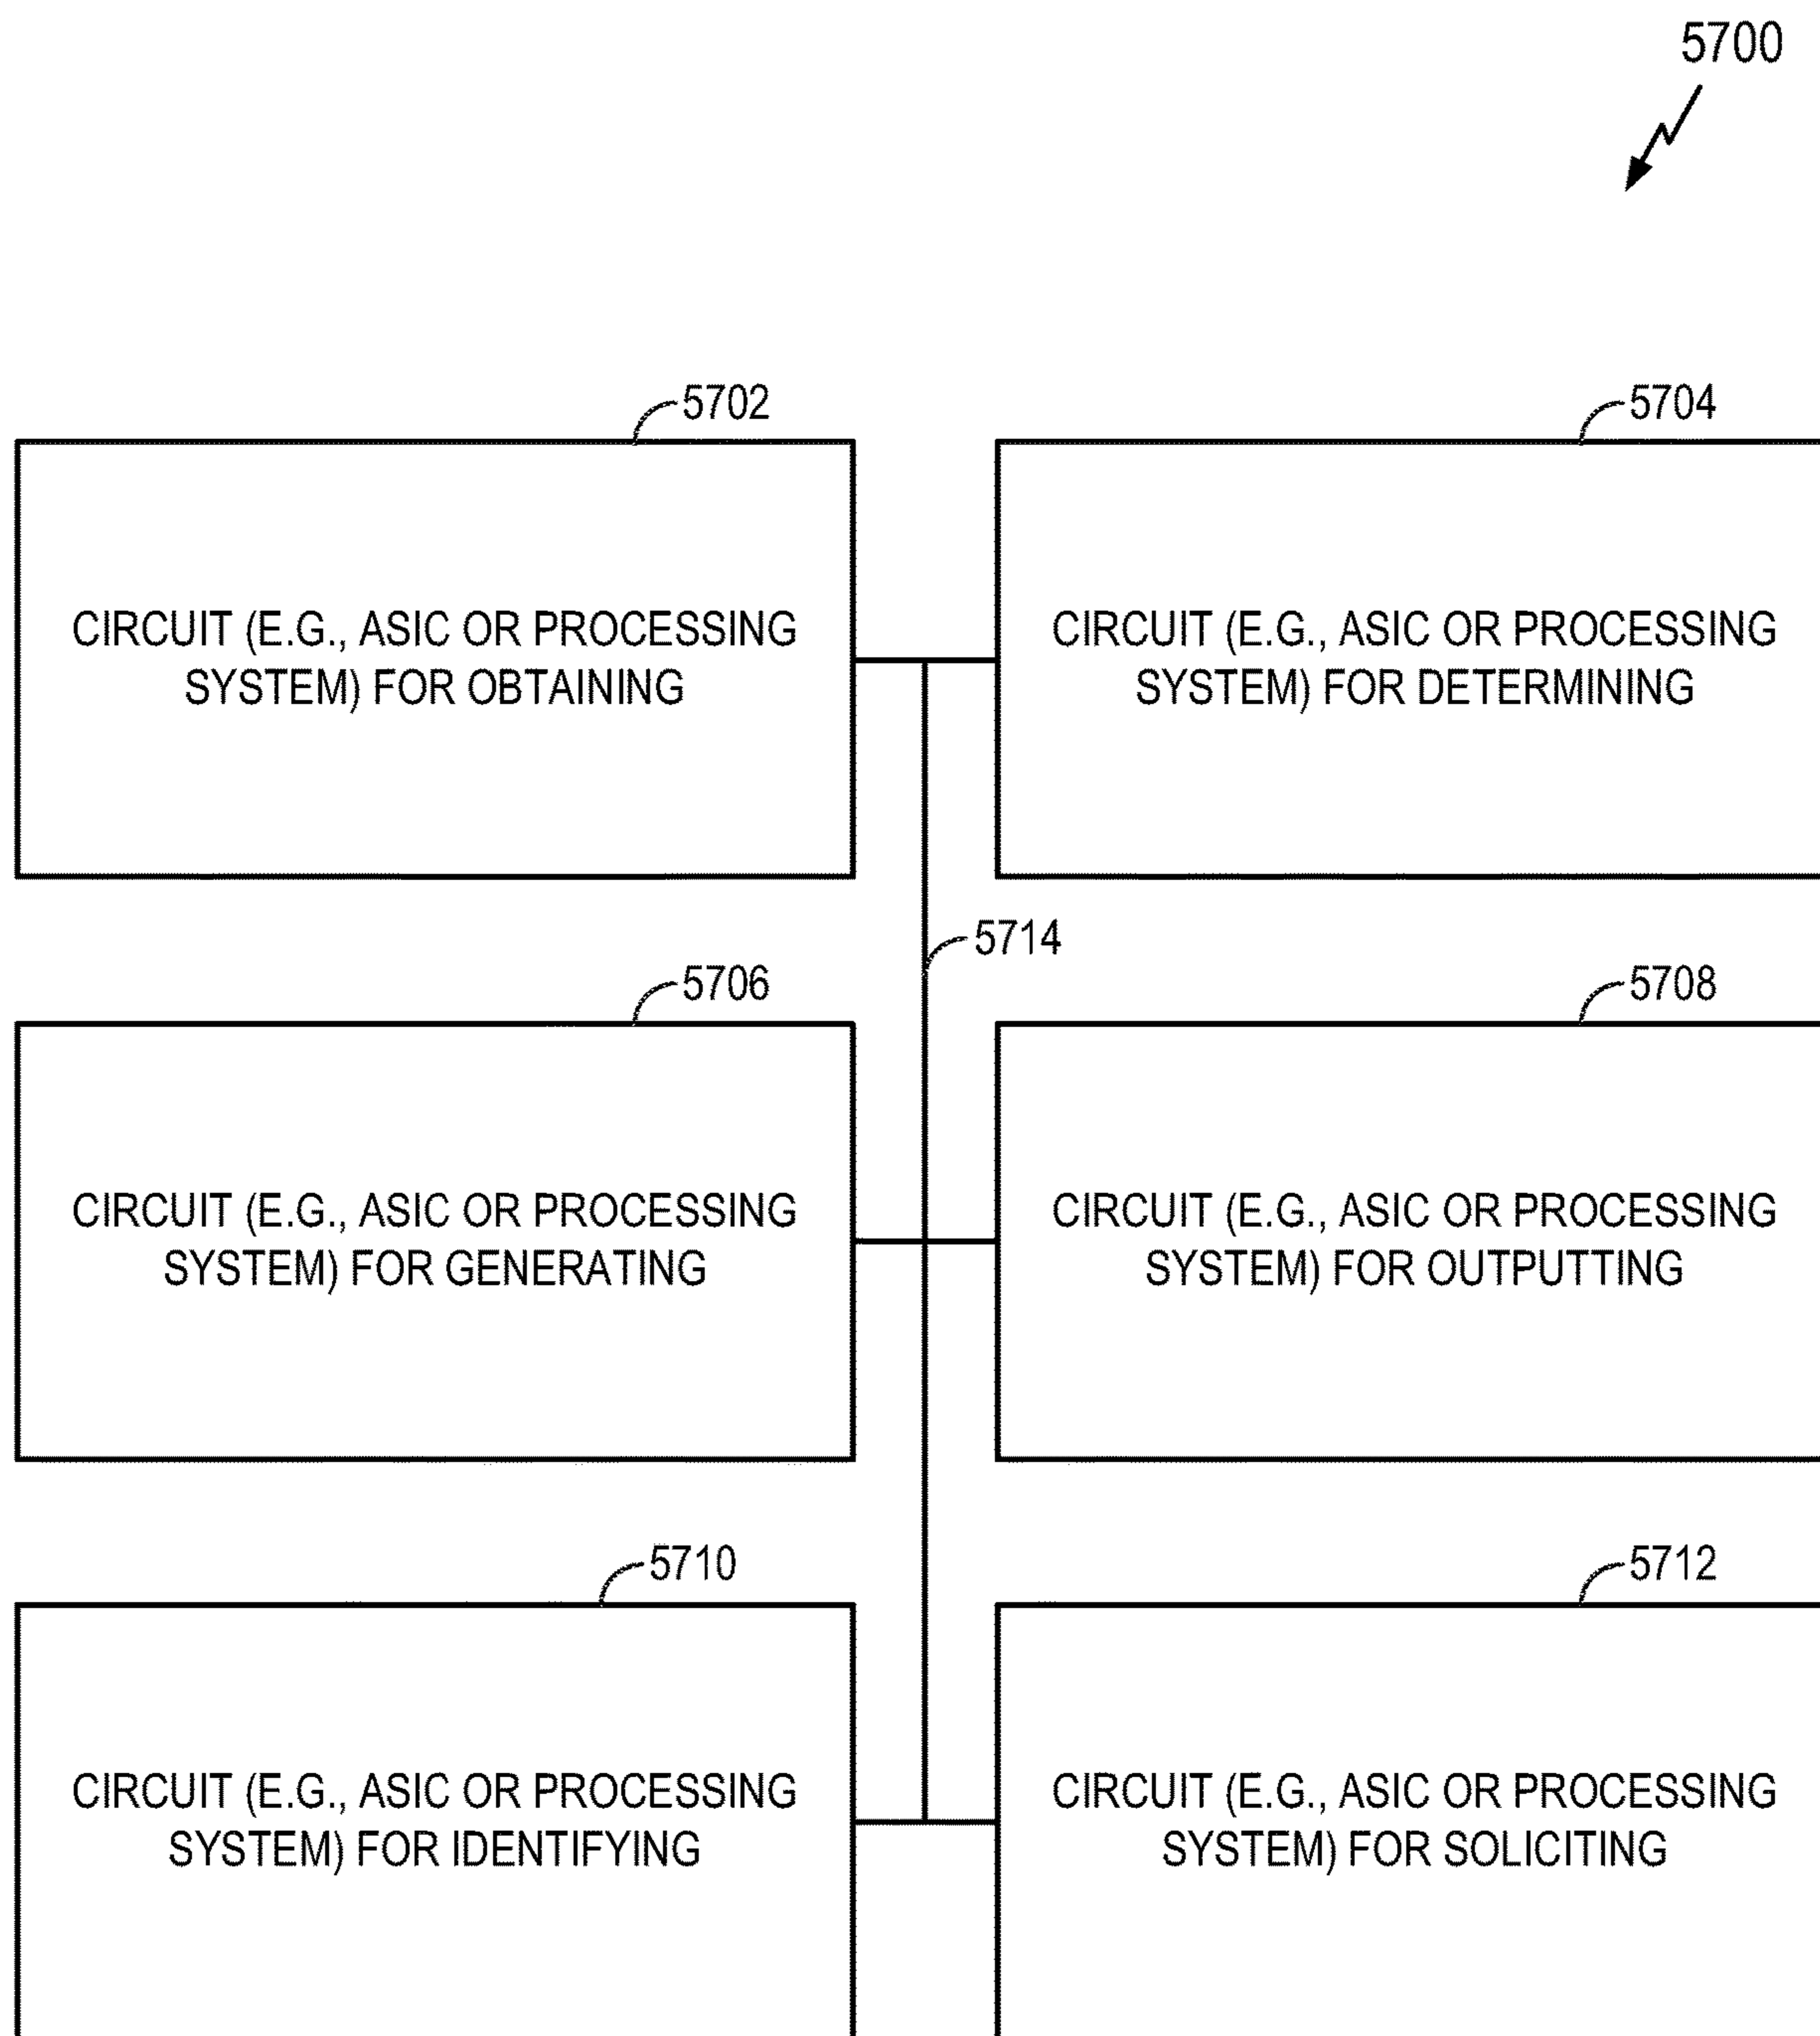 5700
5702
5704
CIRCUIT (E.G., ASIC OR PROCESSING
SYSTEM) FOR OBTAINING
CIRCUIT (E.G., ASIC OR PROCESSING
SYSTEM) FOR DETERMINING
5714
5706
5708
CIRCUIT (E.G., ASIC OR PROCESSING
SYSTEM) FOR GENERATING
CIRCUIT (E.G., ASIC OR PROCESSING
SYSTEM) FOR OUTPUTTING
5710
5712
CIRCUIT (E.G., ASIC OR PROCESSING
SYSTEM) FOR IDENTIFYING
CIRCUIT (E.G., ASIC OR PROCESSING
SYSTEM) FOR SOLICITING